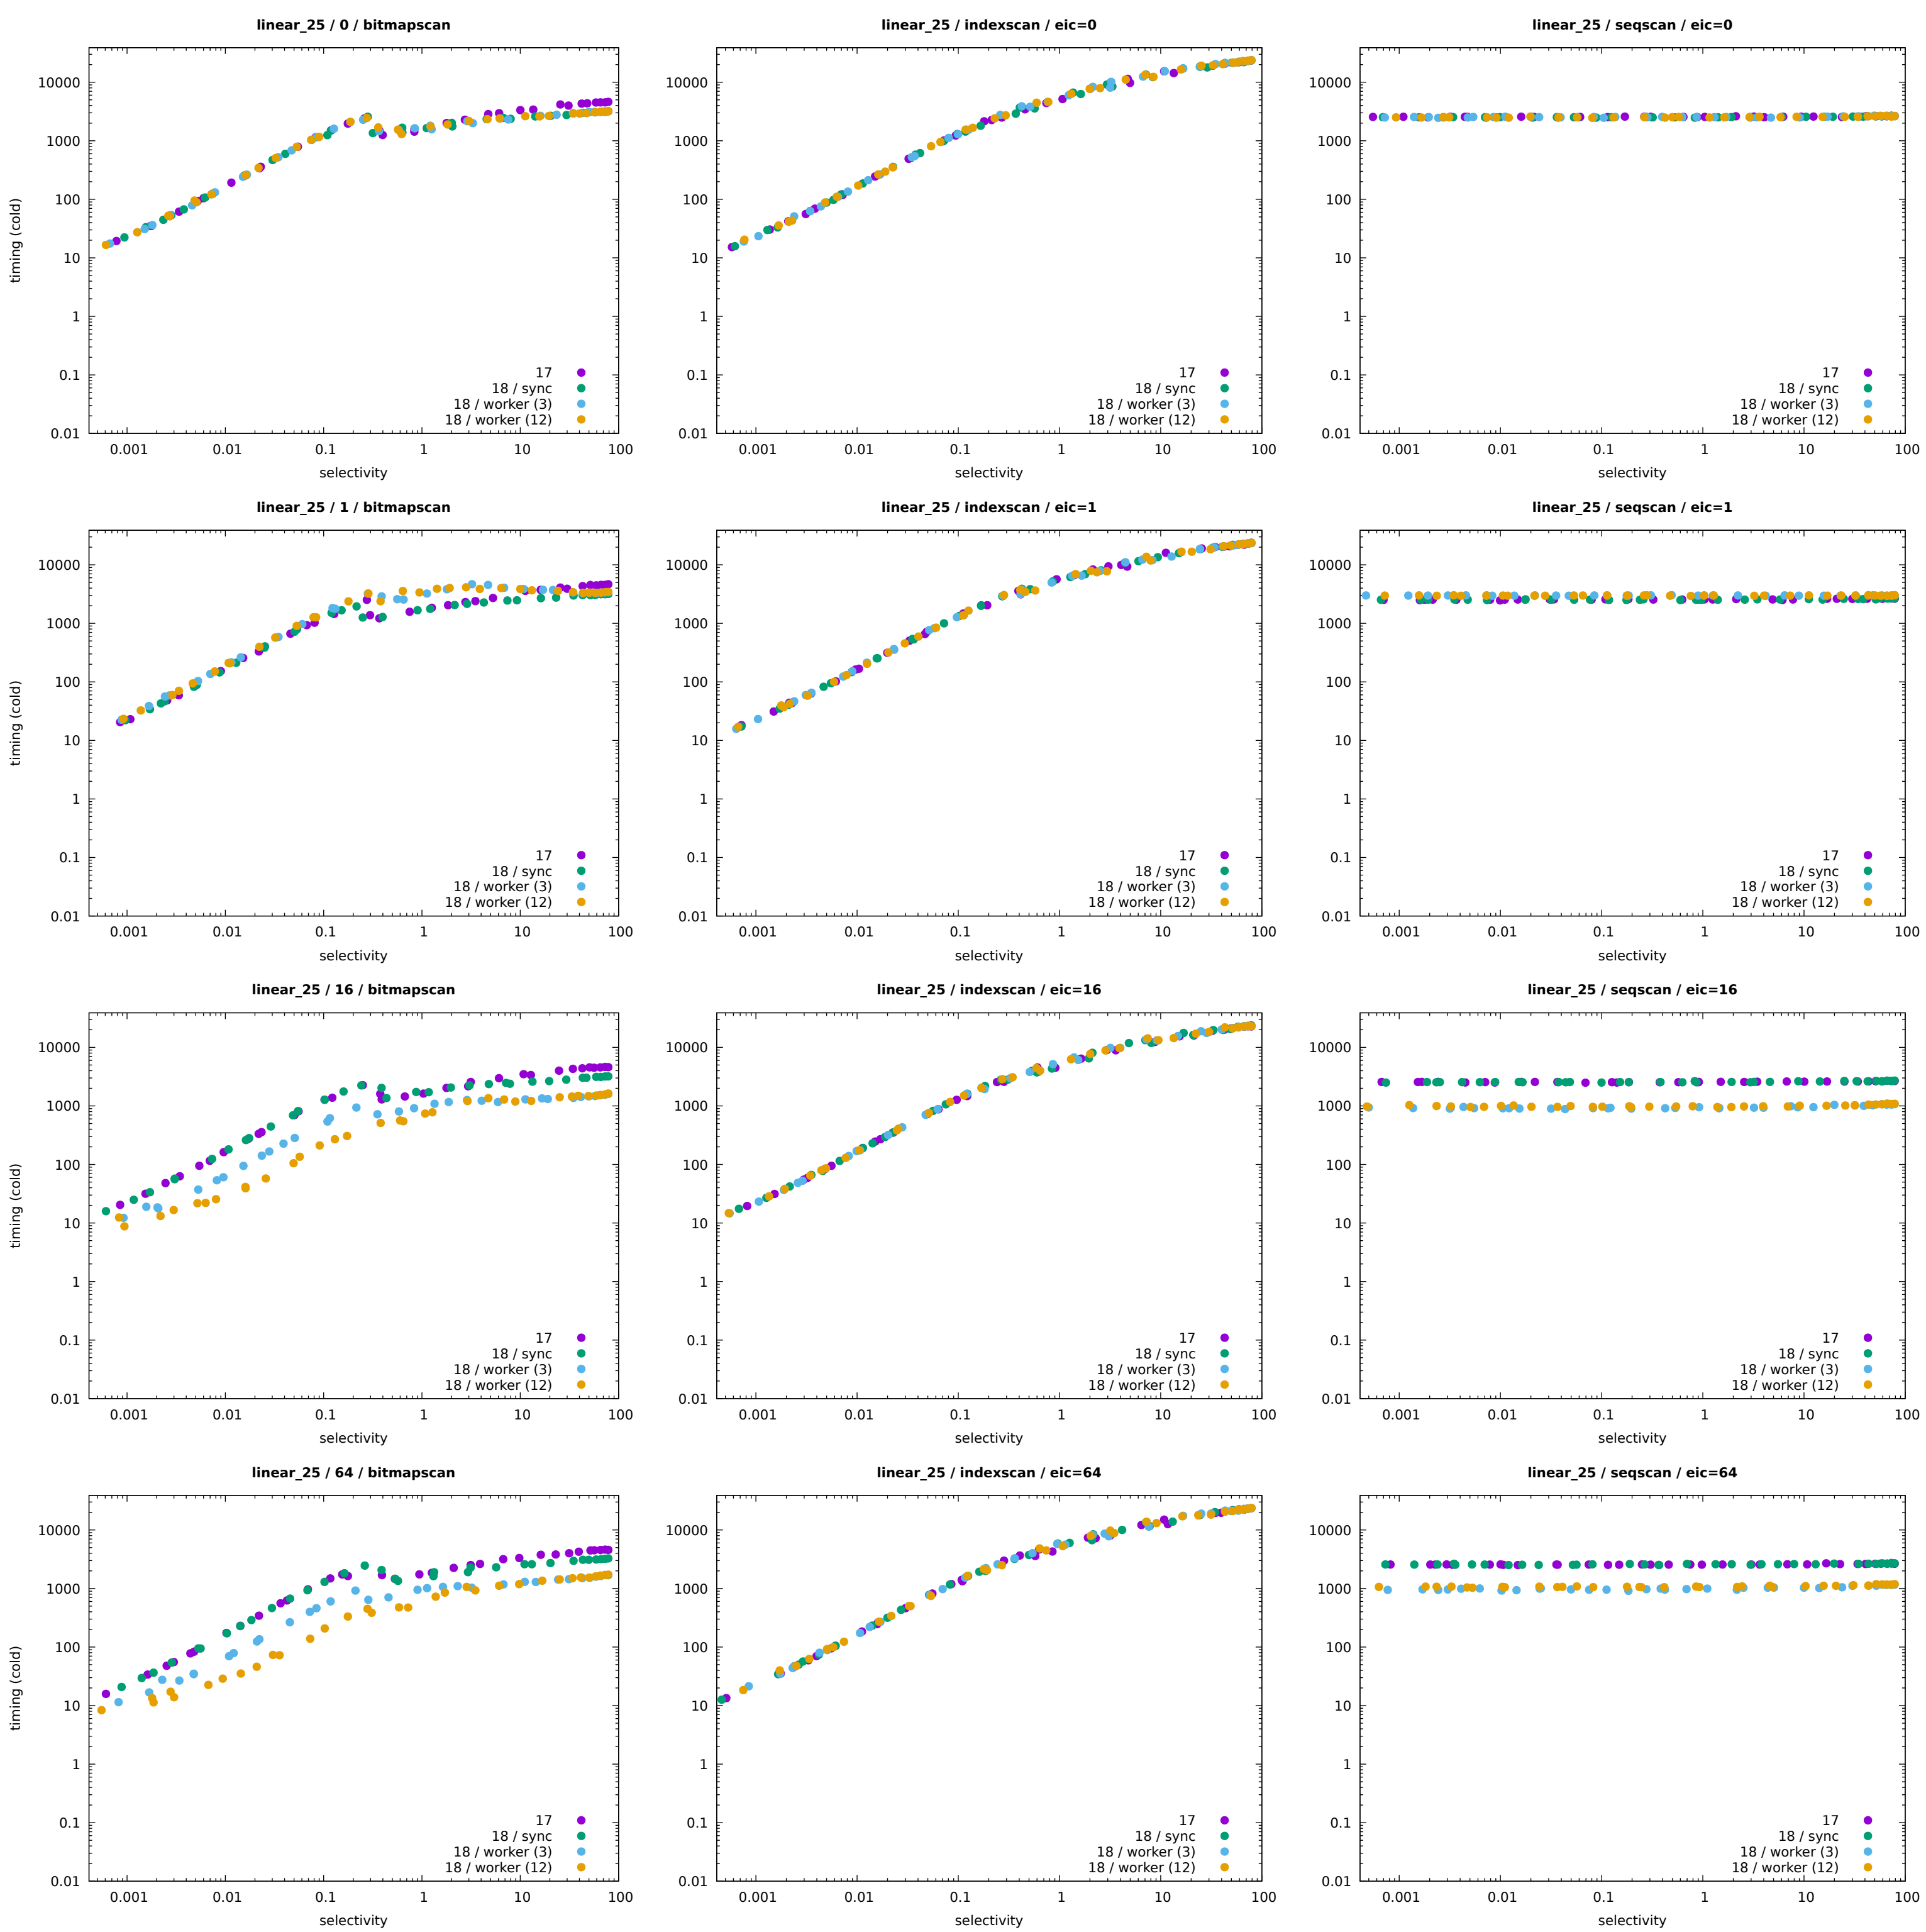 linear_25 / 0 / bitmapscan
timing (cold)
10000
1000
100
10
1
0.1
0.01
17
18 / sync
18 / worker (3)
18 / worker (12)
0.001 0.01 0.1 1 10 100
selectivity
linear_25 / indexscan / eic=0
10000
1000
100
10
1
0.1
0.01
17
18 / sync
18 / worker (3)
18 / worker (12)
0.001 0.01 0.1 1 10 100
selectivity
linear_25 / seqscan / eic=0
10000
1000
100
10
1
0.1
0.01
17
18 / sync
18 / worker (3)
18 / worker (12)
0.001 0.01 0.1 1 10 100
selectivity
linear_25 / 1 / bitmapscan
timing (cold)
10000
1000
100
10
1
0.1
0.01
17
18 / sync
18 / worker (3)
18 / worker (12)
0.001 0.01 0.1 1 10 100
selectivity
linear_25 / indexscan / eic=1
10000
1000
100
10
1
0.1
0.01
17
18 / sync
18 / worker (3)
18 / worker (12)
0.001 0.01 0.1 1 10 100
selectivity
linear_25 / seqscan / eic=1
10000
1000
100
10
1
0.1
0.01
17
18 / sync
18 / worker (3)
18 / worker (12)
0.001 0.01 0.1 1 10 100
selectivity
linear_25 / 16 / bitmapscan
timing (cold)
10000
1000
100
10
1
0.1
0.01
17
18 / sync
18 / worker (3)
18 / worker (12)
0.001 0.01 0.1 1 10 100
selectivity
linear_25 / indexscan / eic=16
10000
1000
100
10
1
0.1
0.01
17
18 / sync
18 / worker (3)
18 / worker (12)
0.001 0.01 0.1 1 10 100
selectivity
linear_25 / seqscan / eic=16
10000
1000
100
10
1
0.1
0.01
17
18 / sync
18 / worker (3)
18 / worker (12)
0.001 0.01 0.1 1 10 100
selectivity
linear_25 / 64 / bitmapscan
timing (cold)
10000
1000
100
10
1
0.1
0.01
17
18 / sync
18 / worker (3)
18 / worker (12)
0.001 0.01 0.1 1 10 100
selectivity
linear_25 / indexscan / eic=64
10000
1000
100
10
1
0.1
0.01
17
18 / sync
18 / worker (3)
18 / worker (12)
0.001 0.01 0.1 1 10 100
selectivity
linear_25 / seqscan / eic=64
10000
1000
100
10
1
0.1
0.01
17
18 / sync
18 / worker (3)
18 / worker (12)
0.001 0.01 0.1 1 10 100
selectivity